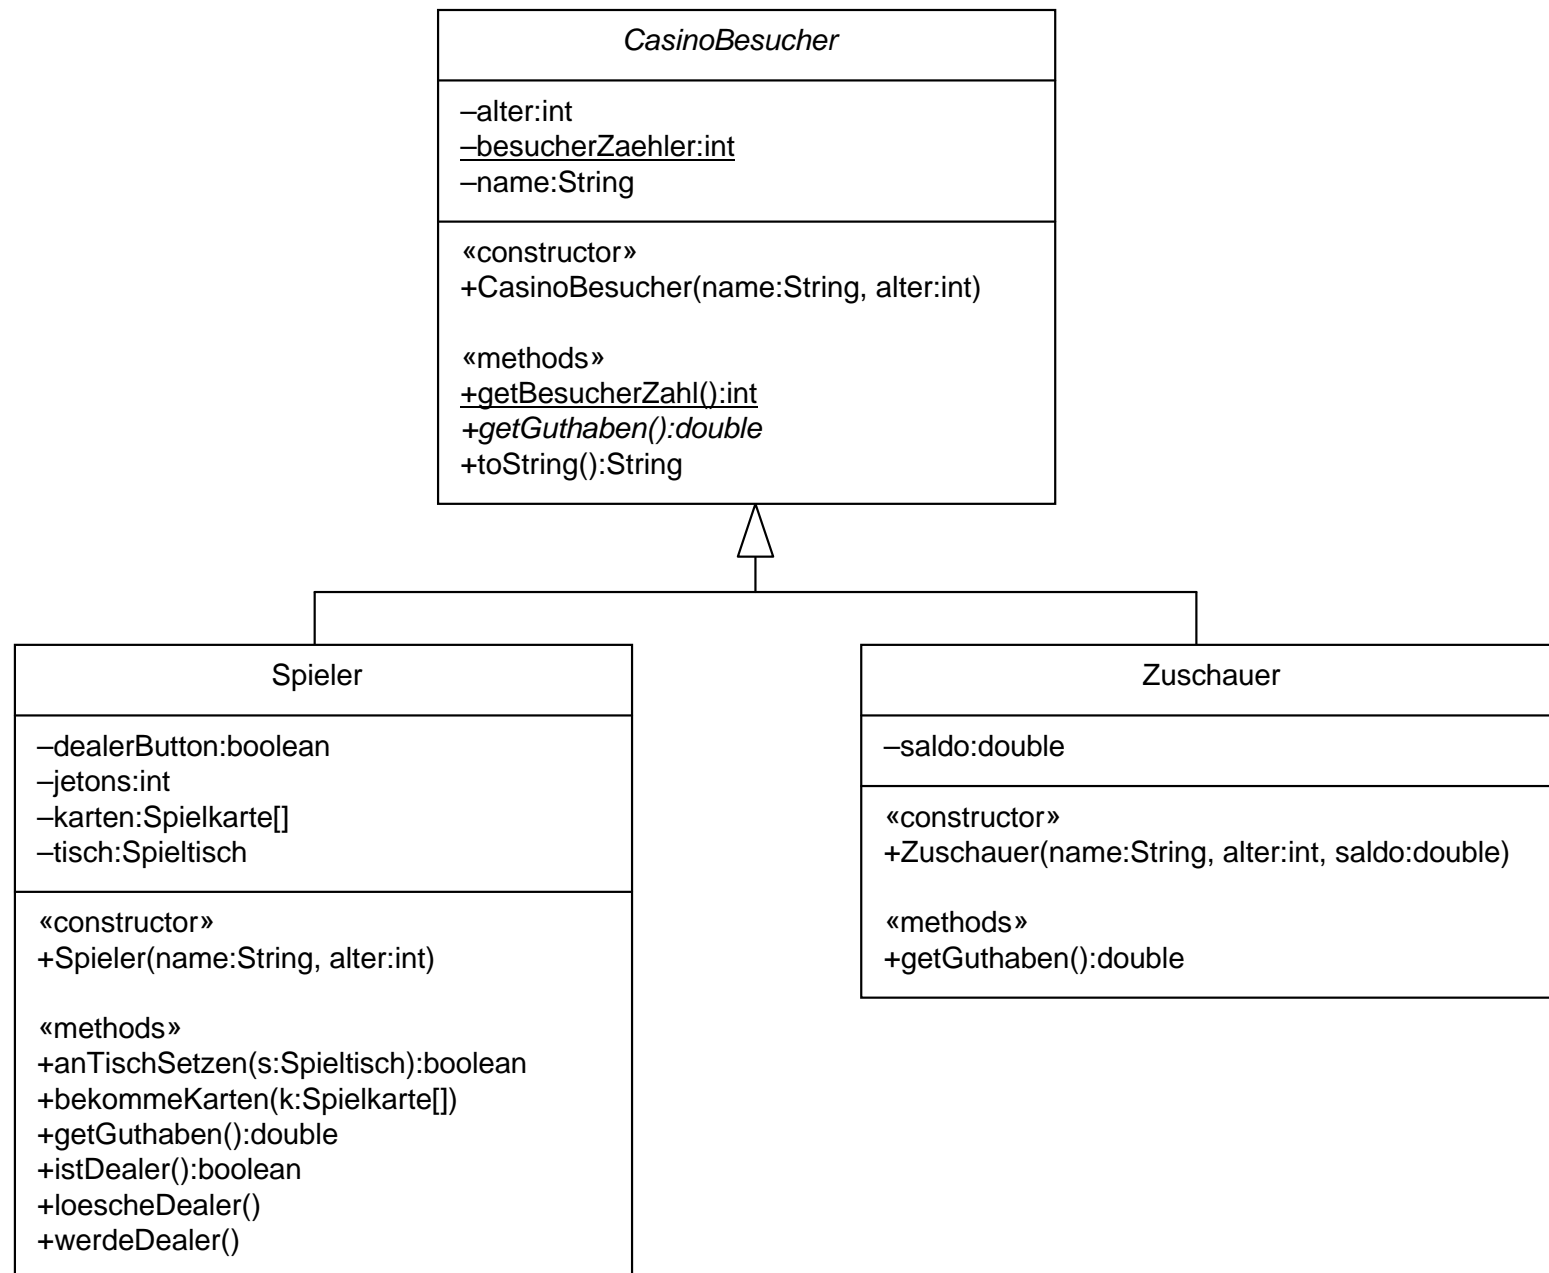 CasinoBesucher
–alter:int
–besucherZaehler:int
–name:String
«constructor»
+CasinoBesucher(name:String, alter:int)
«methods»
+getBesucherZahl():int
+getGuthaben():double
+toString():String
Spieler
–dealerButton:boolean
–jetons:int
–karten:Spielkarte[]
–tisch:Spieltisch
«constructor»
+Spieler(name:String, alter:int)
«methods»
+anTischSetzen(s:Spieltisch):boolean
+bekommeKarten(k:Spielkarte[])
+getGuthaben():double
+istDealer():boolean
+loescheDealer()
+werdeDealer()
Zuschauer
–saldo:double
«constructor»
+Zuschauer(name:String, alter:int, saldo:double)
«methods»
+getGuthaben():double